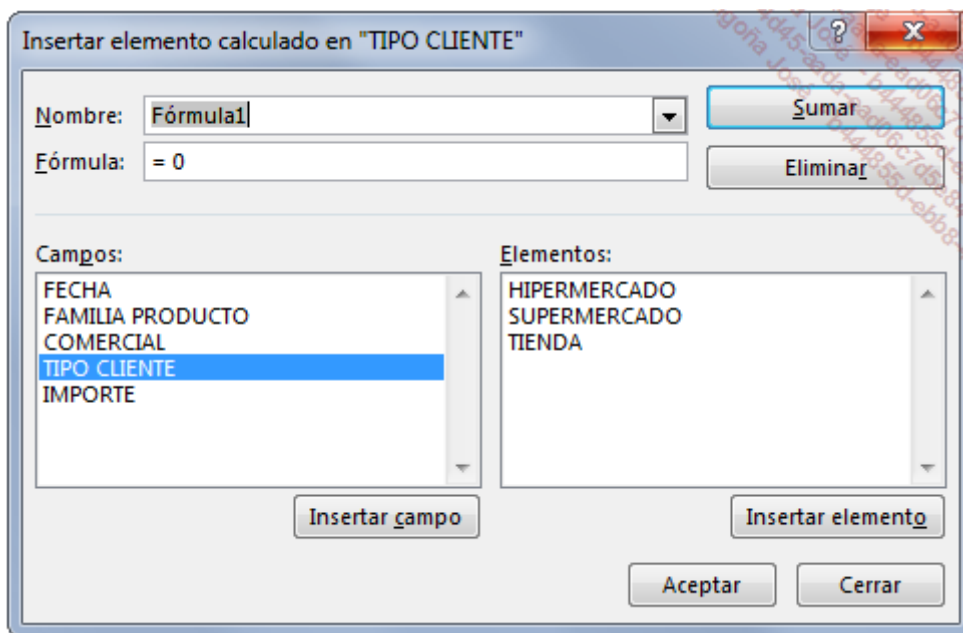 Insertar elemento calculado en "TIPO CLIENTE"
Nombre: Fórmula1 Sumar
Fórmula: = 0 Eliminar
Campos: Elementos:
FECHA HIPERMERCADO
FAMILIA PRODUCTO SUPERMERCADO
COMERCIAL TIENDA
TIPO CLIENTE
IMPORTE
Insertar campo Insertar elemento
Aceptar Cerrar